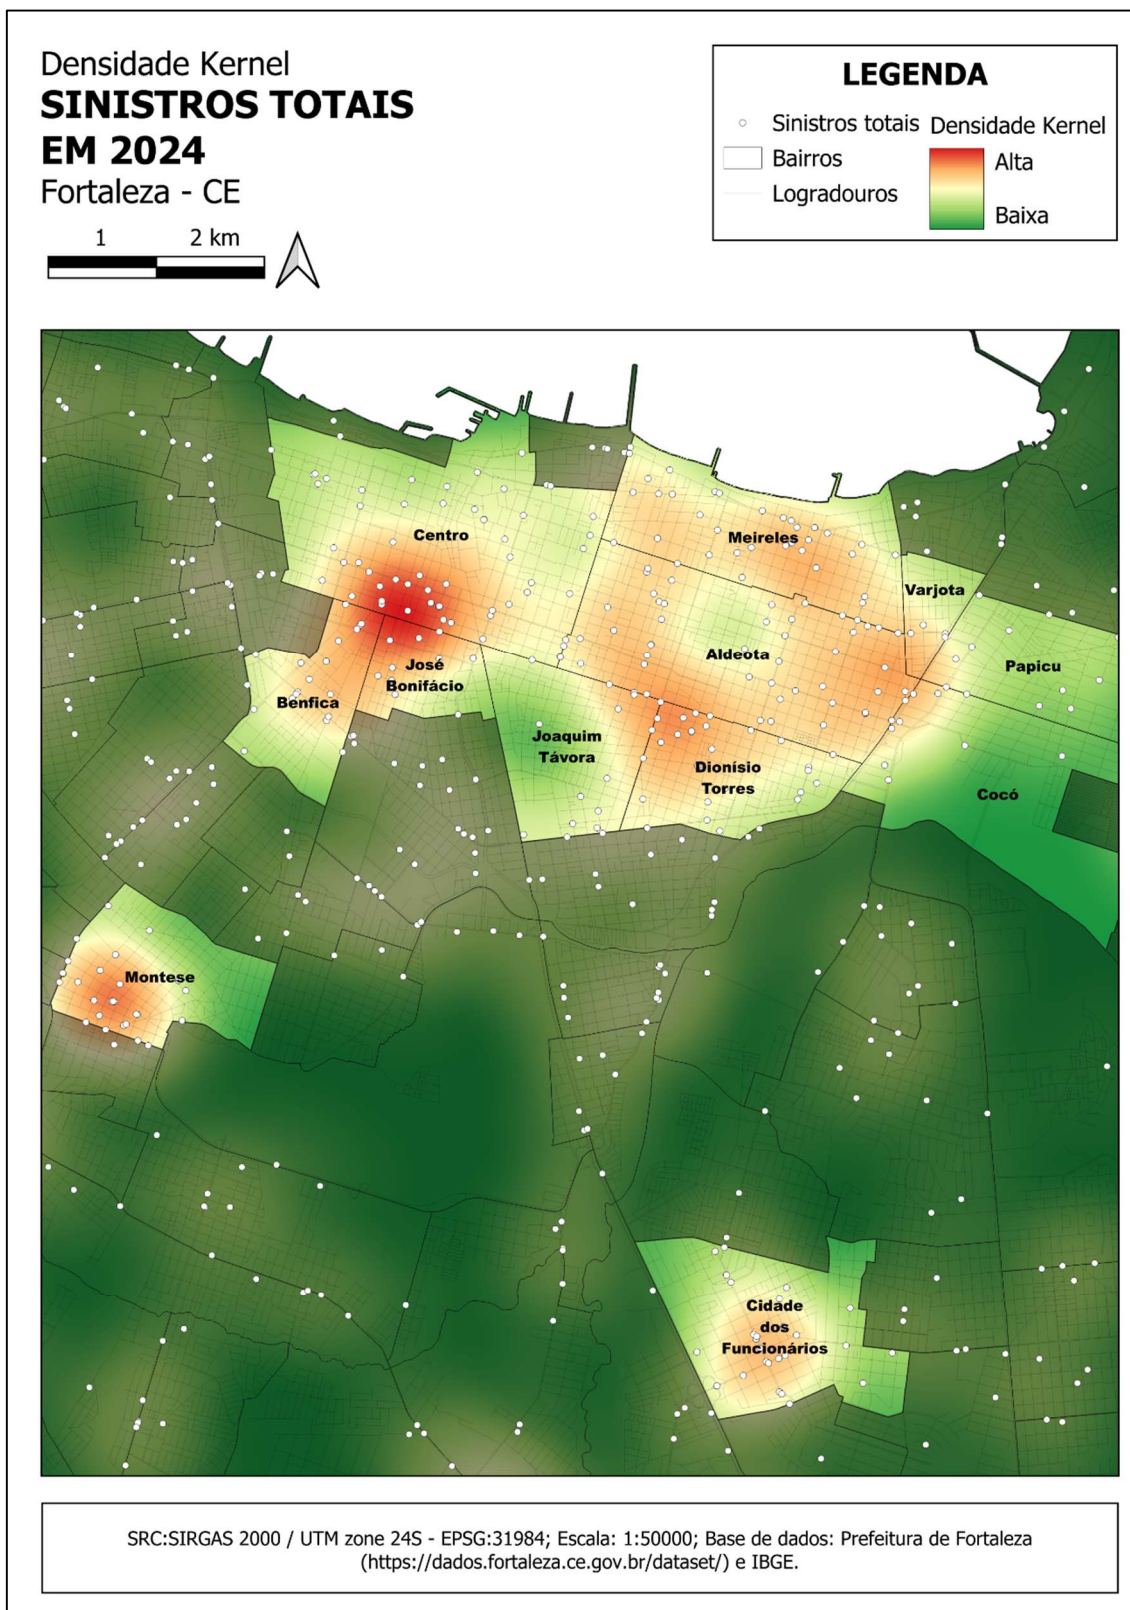 Densidade Kernel
SINISTROS TOTAIS
EM 2024
Fortaleza - CE
1 2 km
LEGENDA
Sinistros totais
Bairros
Logradouros
Densidade Kernel
Alta
Baixa
Centro
Meireles
Varjota
Aldeota
Papicu
José
Bonifácio
Benfica
Joaquim
Távora
Dionísio
Torres
Cocó
Montese
Cidade
dos
Funcionários
SRC:SIRGAS 2000 / UTM zone 24S - EPSG:31984; Escala: 1:50000; Base de dados: Prefeitura de Fortaleza
(https://dados.fortaleza.ce.gov.br/dataset/) e IBGE.